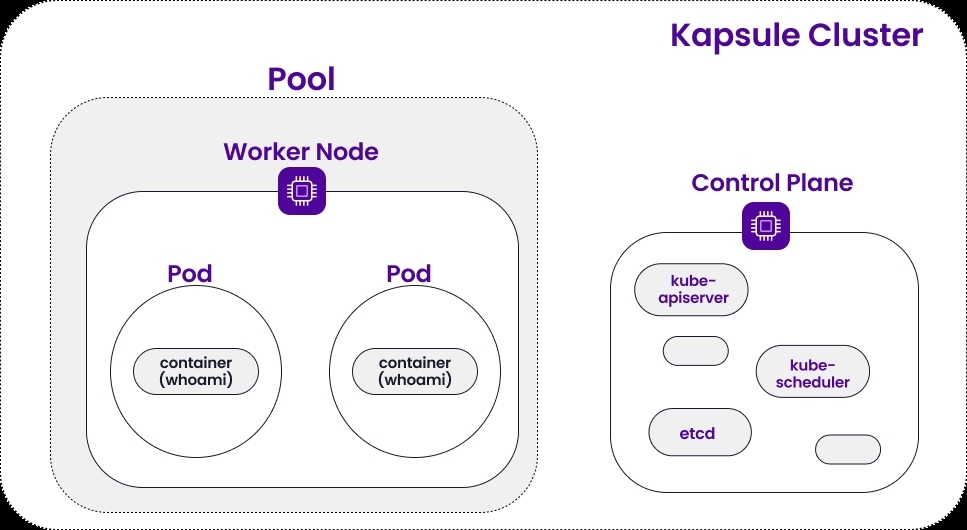 Kapsule Cluster
Pool
Worker Node
Pod
Pod
container
(whoami)
container
(whoami)
Control Plane
kube-
apiserver
kube-
scheduler
etcd